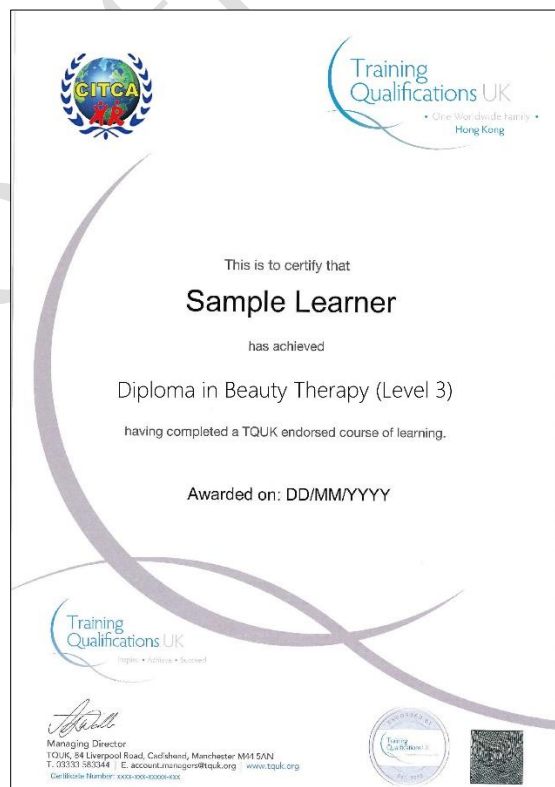 CITCA
HR
Training
Qualifications UK
• One Worldwide Family •
Hong Kong
This is to certify that
Sample Learner
has achieved
Diploma in Beauty Therapy (Level 3)
having completed a TQUK endorsed course of learning.
Awarded on: DD/MM/YYYY
Training
Qualifications UK
Inspire • Achieve • Succeed
Managing Director
TQUK, 84 Liverpool Road, Cadishead, Manchester M44 5AN
T. 03333 583344 | E. account.managers@tquk.org | www.tquk.org
Certificate Number: xxxx-xxx-xxxxx-xxx
ENDORSED BY
Training
Qualifications UK